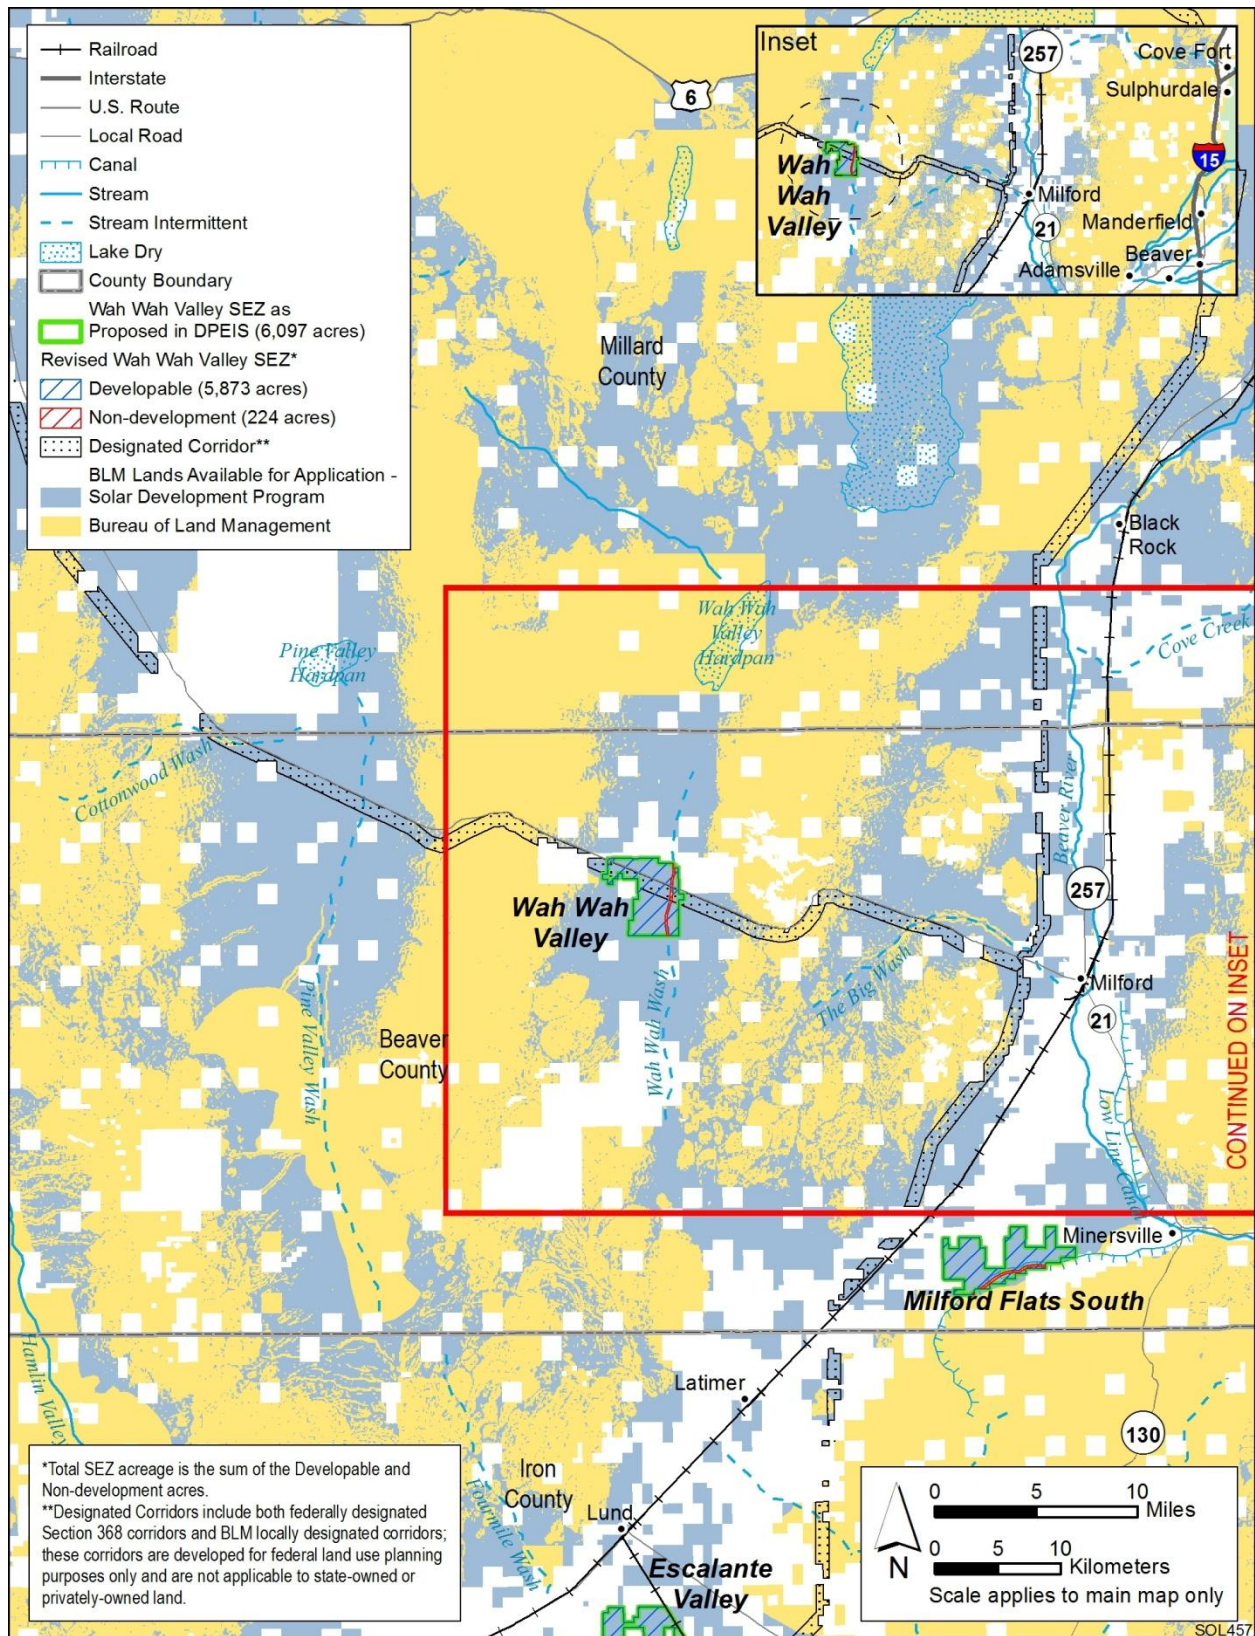 Railroad
Interstate
U.S. Route
Local Road
Canal
Stream
Stream Intermittent
Lake Dry
County Boundary
Wah Wah Valley SEZ as
Proposed in DPEIS (6,097 acres)
Revised Wah Wah Valley SEZ*
Developable (5,873 acres)
Non-development (224 acres)
Designated Corridor**
BLM Lands Available for Application -
Solar Development Program
Bureau of Land Management
6
Inset
257
Cove Fort
Sulphurdale
15
Wah
Wah
Valley
Milford
21
Manderfield
Beaver
Adamsville
Millard
County
Black
Rock
Wah Wah
Valley
Hardpan
Pine Valley
Hardpan
Cove Creek
Cottonwood Wash
Beaver River
257
Wah Wah
Valley
The Big Wash
Milford
21
Pine Valley Wash
Beaver
County
Wah Wah Wash
Low Line Canal
CONTINUED ON INSET
Minersville
Milford Flats South
Hamlin Valley
Latimer
130
Iron
County
Lund
Fourmile Wash
Escalante
Valley
*Total SEZ acreage is the sum of the Developable and
Non-development acres.
**Designated Corridors include both federally designated
Section 368 corridors and BLM locally designated corridors;
these corridors are developed for federal land use planning
purposes only and are not applicable to state-owned or
privately-owned land.
N
0 5 10
Miles
0 5 10
Kilometers
Scale applies to main map only
SOL457